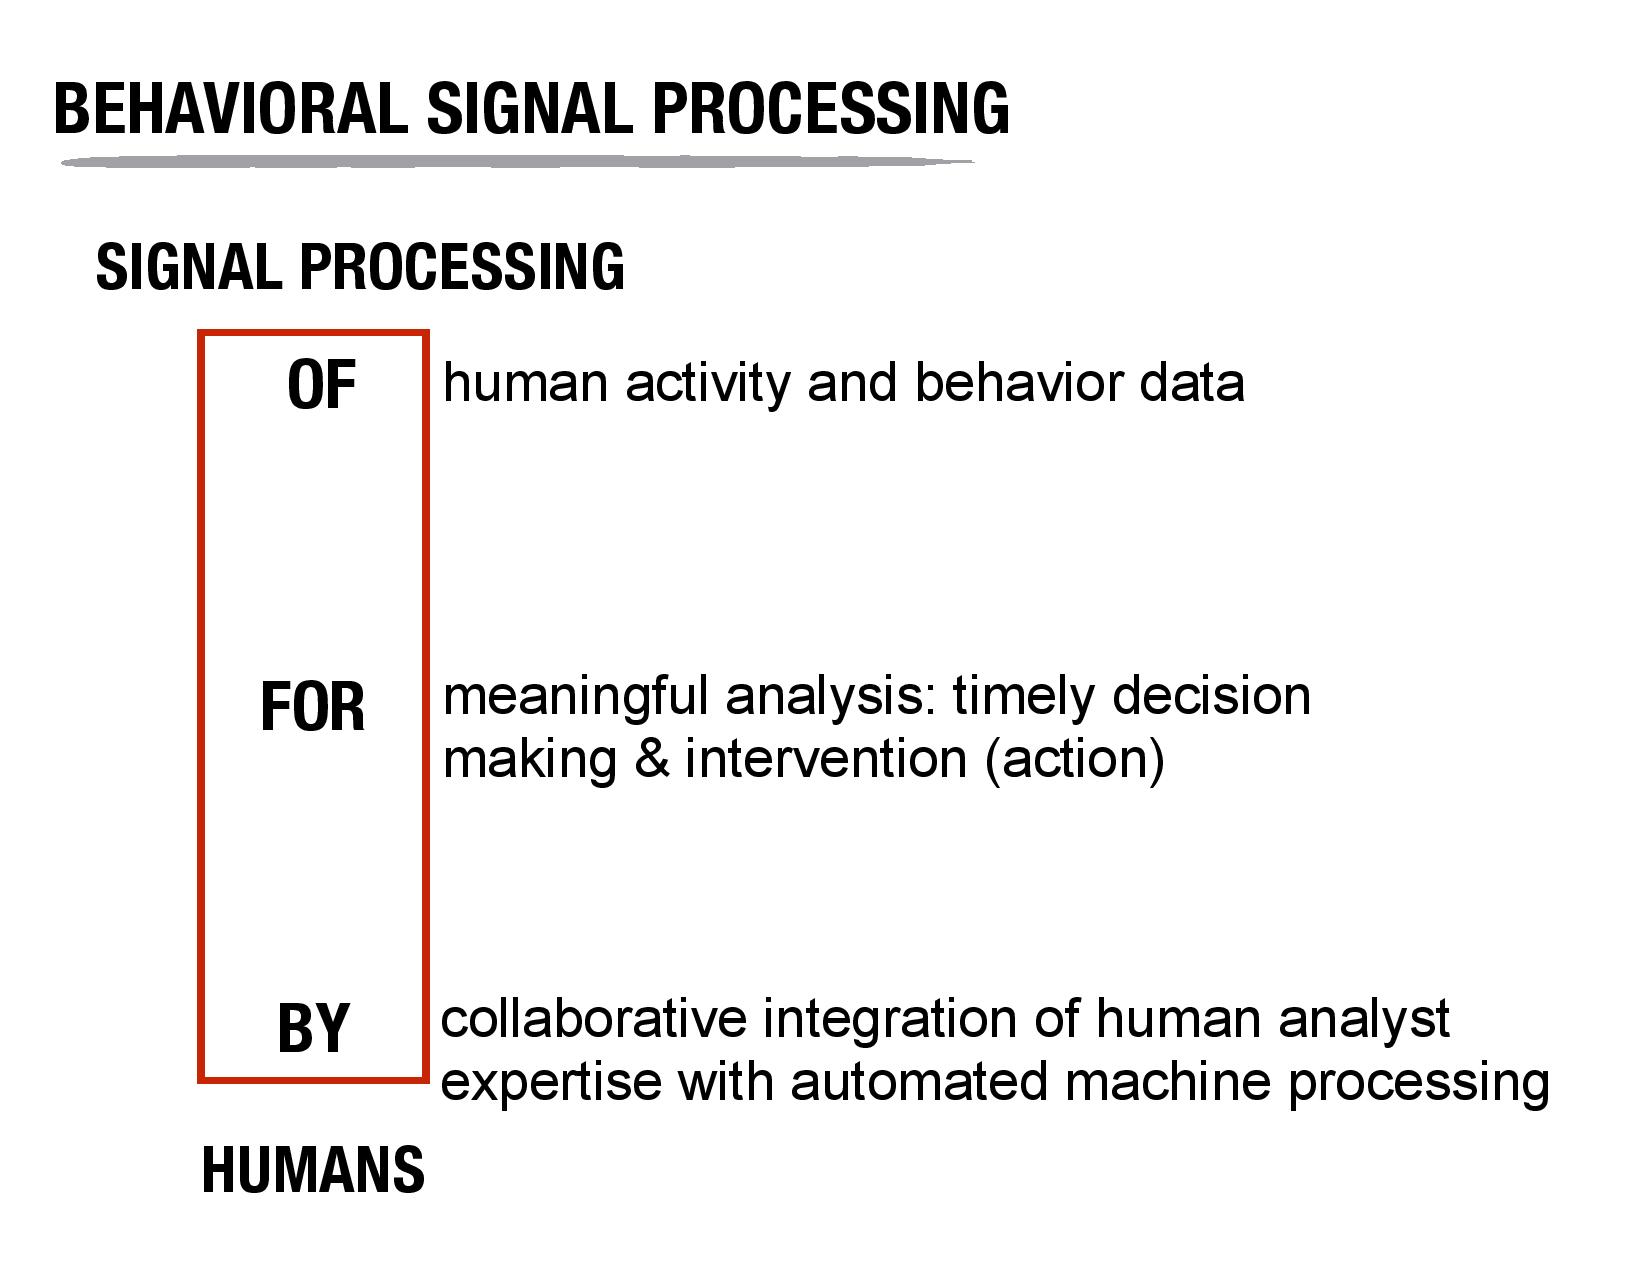 BEHAVIORAL SIGNAL PROCESSING
SIGNAL PROCESSING
OF
human activity and behavior data
FOR
meaningful analysis: timely decision
making & intervention (action)
BY
collaborative integration of human analyst
expertise with automated machine processing
HUMANS